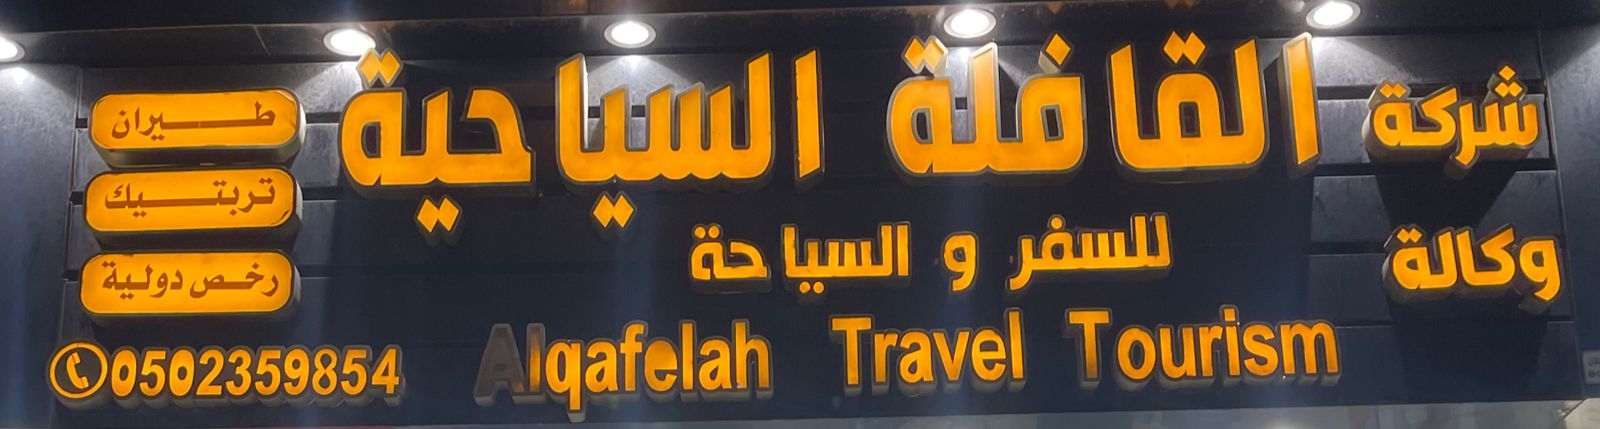 شركة القافلة السياحية
وكالة للسفر و السياحة
Alqafelah Travel Tourism
طيران
تربتيك
رخص دولية
0502359854